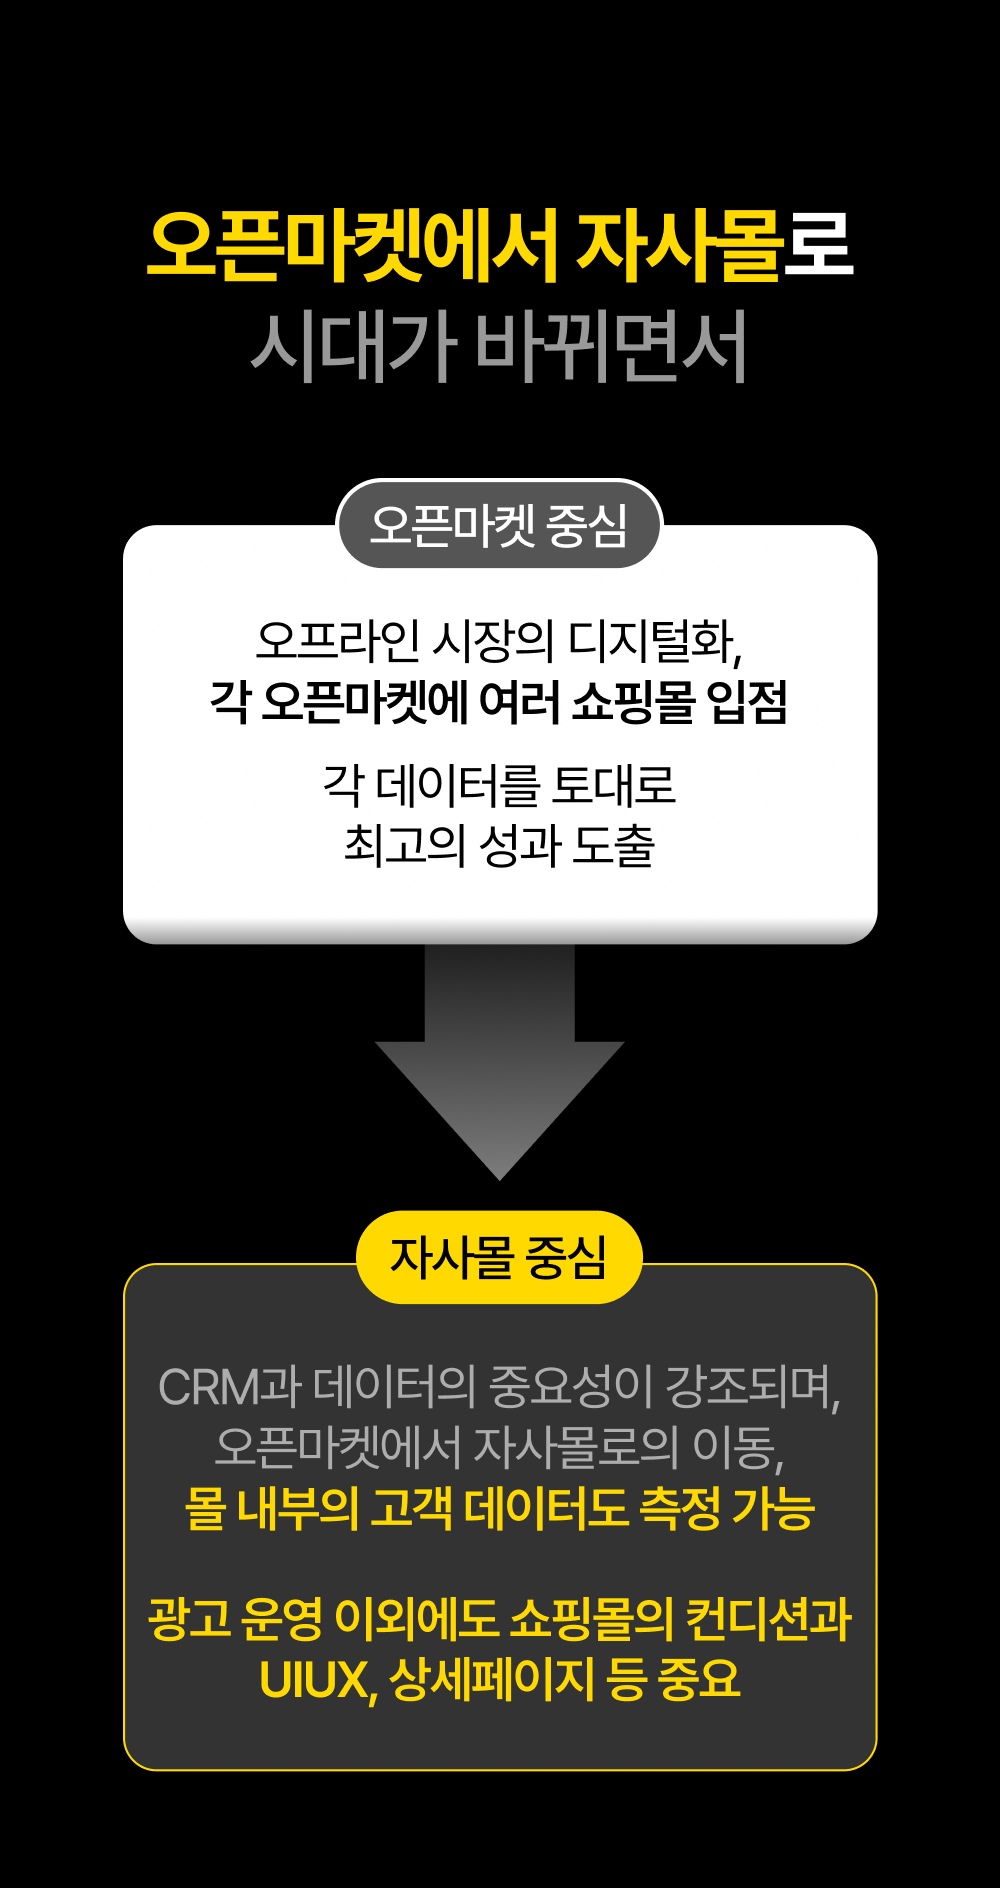 오픈마켓에서 자사몰로
시대가 바뀌면서
오픈마켓 중심
오프라인 시장의 디지털화,
각 오픈마켓에 여러 쇼핑몰 입점
각 데이터를 토대로
최고의 성과 도출
자사몰 중심
CRM과 데이터의 중요성이 강조되며,
오픈마켓에서 자사몰로의 이동,
몰 내부의 고객 데이터도 측정 가능
광고 운영 이외에도 쇼핑몰의 컨디션과
UIUX, 상세페이지 등 중요